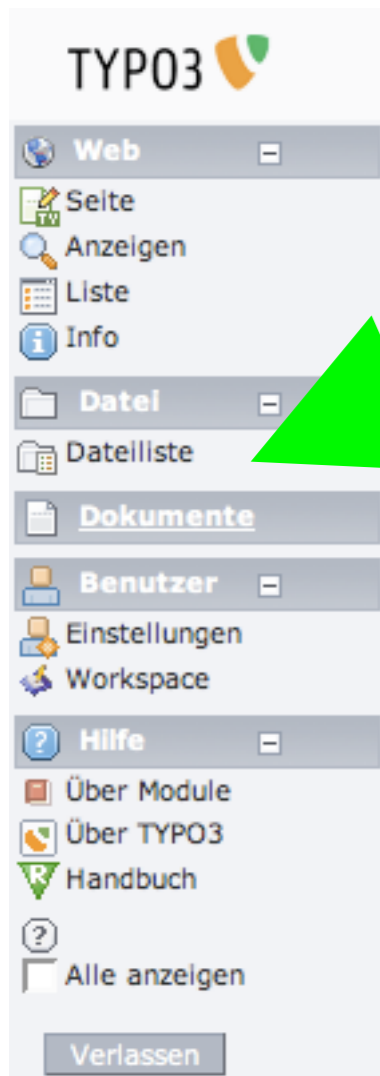 TYPO3
Web
Seite
Anzeigen
Liste
Info
Datei
Dateiliste
Dokumente
Benutzer
Einstellungen
Workspace
Hilfe
Über Module
Über TYPO3
Handbuch
Alle anzeigen
Verlassen